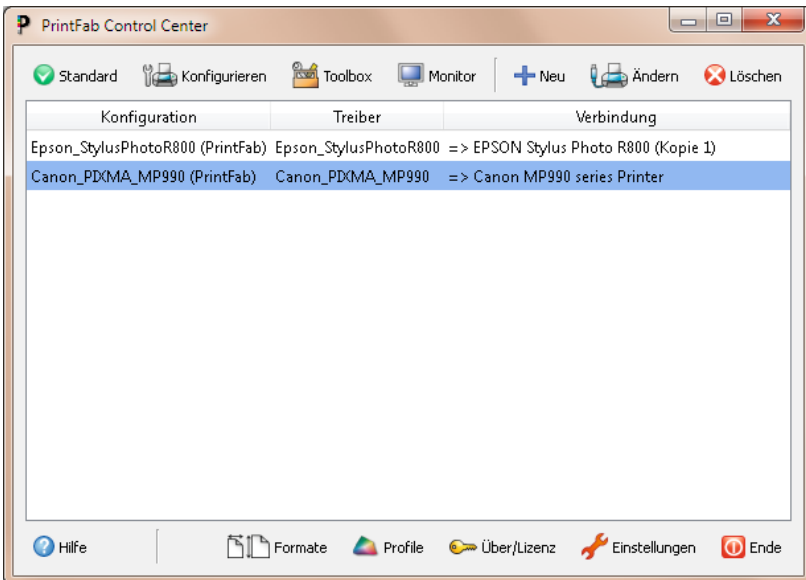 PrintFab Control Center
Standard Konfigurieren Toolbox Monitor Neu Ändern Löschen
Konfiguration Treiber Verbindung
Epson_StylusPhotoR800 (PrintFab) Epson_StylusPhotoR800 => EPSON Stylus Photo R800 (Kopie 1)
Canon_PIXMA_MP990 (PrintFab) Canon_PIXMA_MP990 => Canon MP990 series Printer
Hilfe Formate Profile Über/Lizenz Einstellungen Ende